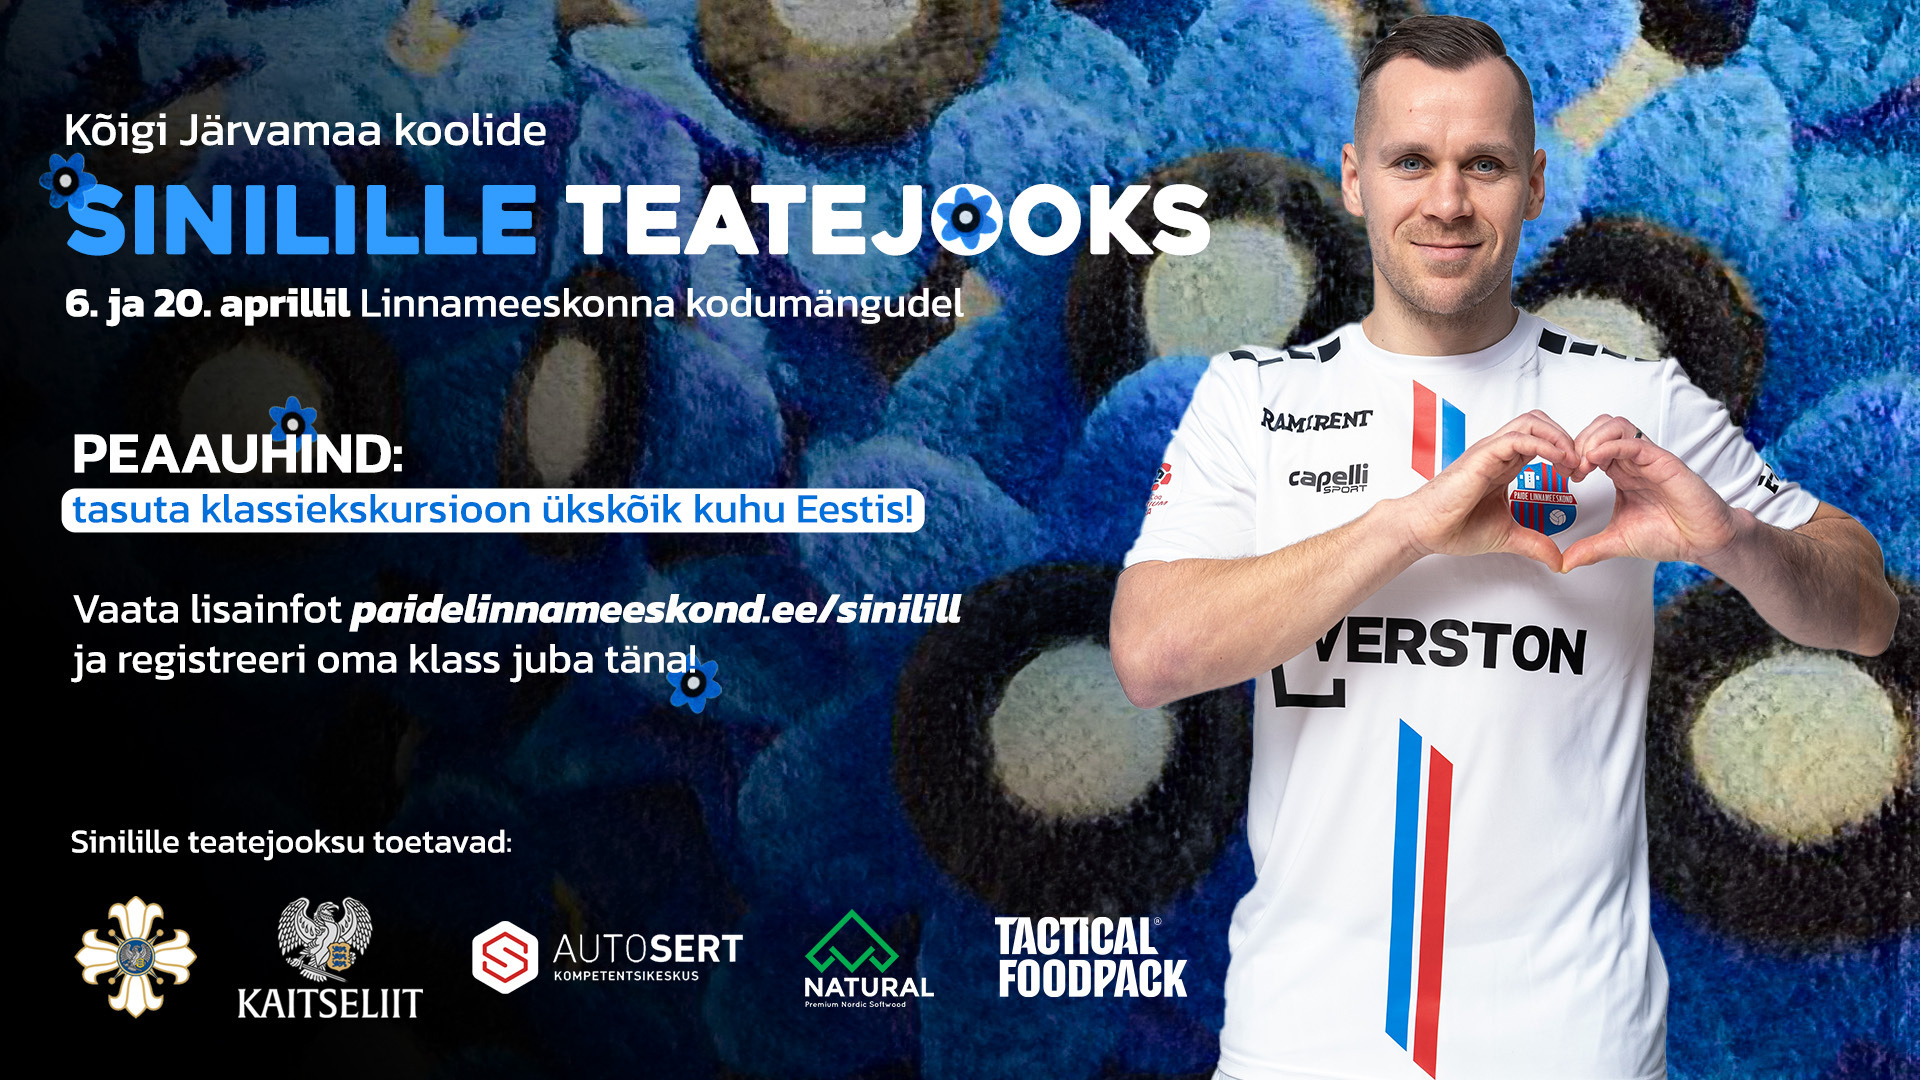 Kõigi Järvamaa koolide
SINILILLE TEATEJOOKS
6. ja 20. aprillil Linnameeskonna kodumängudel
PEAAUHIND:
tasuta klassiekskursioon ükskõik kuhu Eestis!
Vaata lisainfot paidelinnameeskond.ee/sinilill
ja registreeri oma klass juba täna!
Sinilille teatejooksu toetavad:
KAITSELIIT
AUTOSERT
KOMPETENTSIKESKUS
NATURAL
Premium Nordic Softwood
TACTICAL®
FOODPACK
RAMIRENT
capelli
SPORT
PAIDE LINNAMEESKOND
VERSTON